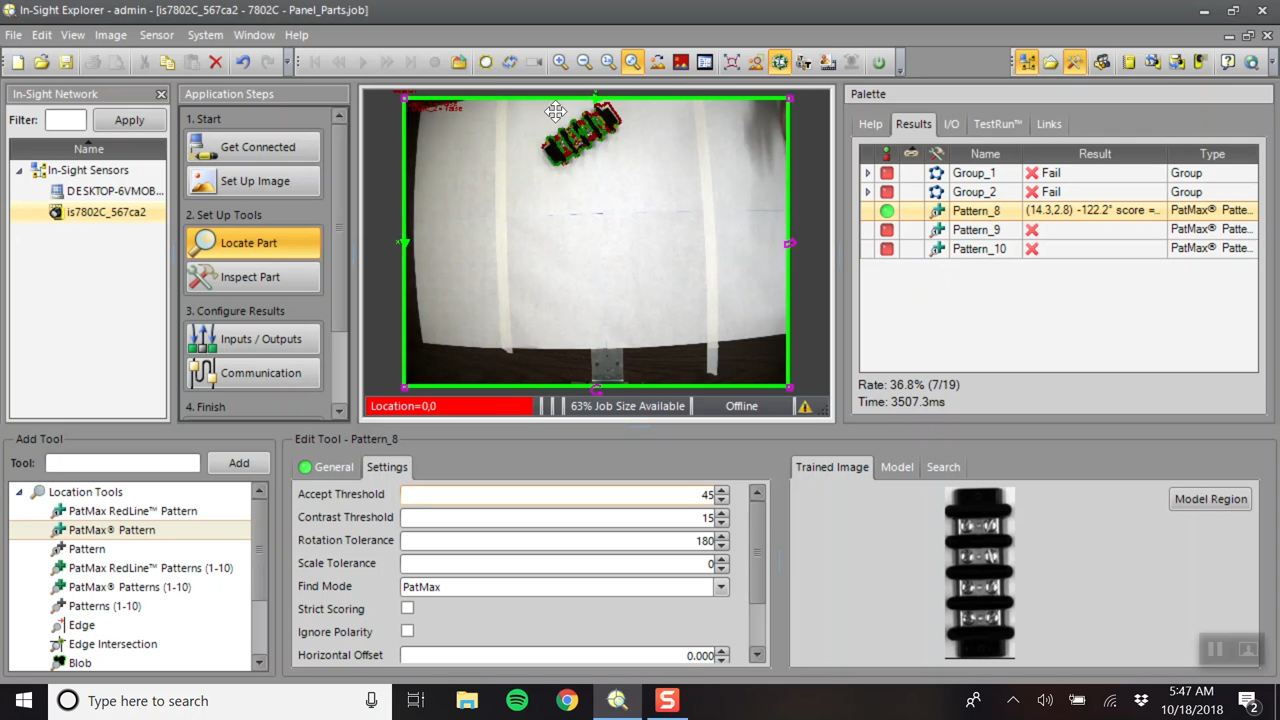 In-Sight Explorer - admin - [is7802C_567ca2 - 7802C - Panel_Parts.job]
File Edit View Image Sensor System Window Help
In-Sight Network
Filter: Apply
Name
In-Sight Sensors
DESKTOP-6VMOB...
is7802C_567ca2
Application Steps
1. Start
Get Connected
Set Up Image
2. Set Up Tools
Locate Part
Inspect Part
3. Configure Results
Inputs / Outputs
Communication
4. Finish
Location=0,0 63% Job Size Available Offline
Palette
Help Results I/O TestRun™ Links
Name Result Type
Group_1 Fail Group
Group_2 Fail Group
Pattern_8 (14.3,2.8) -122.2° score =... PatMax® Patte...
Pattern_9 PatMax® Patte...
Pattern_10 PatMax® Patte...
Rate: 36.8% (7/19)
Time: 3507.3ms
Add Tool
Tool: Add
Location Tools
PatMax RedLine™ Pattern
PatMax® Pattern
Pattern
PatMax RedLine™ Patterns (1-10)
PatMax® Patterns (1-10)
Patterns (1-10)
Edge
Edge Intersection
Blob
Edit Tool - Pattern_8
General Settings
Accept Threshold 45
Contrast Threshold 15
Rotation Tolerance 180
Scale Tolerance 0
Find Mode PatMax
Strict Scoring
Ignore Polarity
Horizontal Offset 0.000
Trained Image Model Search
Model Region
Type here to search
5:47 AM
10/18/2018
2